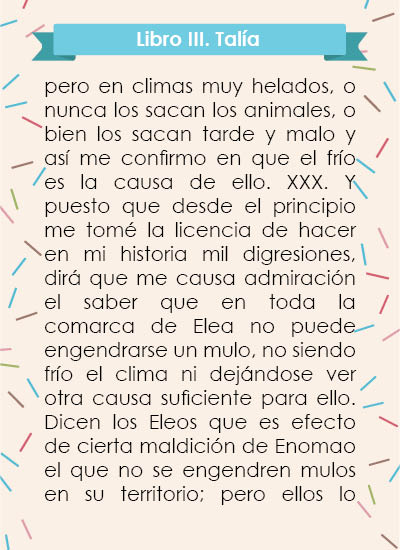 Libro III. Talía
pero en climas muy helados, o
nunca los sacan los animales, o
bien los sacan tarde y malo y
así me confirmo en que el frío
es la causa de ello. XXX. Y
puesto que desde el principio
me tomé la licencia de hacer
en mi historia mil digresiones,
dirá que me causa admiración
el saber que en toda la
comarca de Elea no puede
engendrarse un mulo, no siendo
frío el clima ni dejándose ver
otra causa suficiente para ello.
Dicen los Eleos que es efecto
de cierta maldición de Enomao
el que no se engendren mulos
en su territorio; pero ellos lo